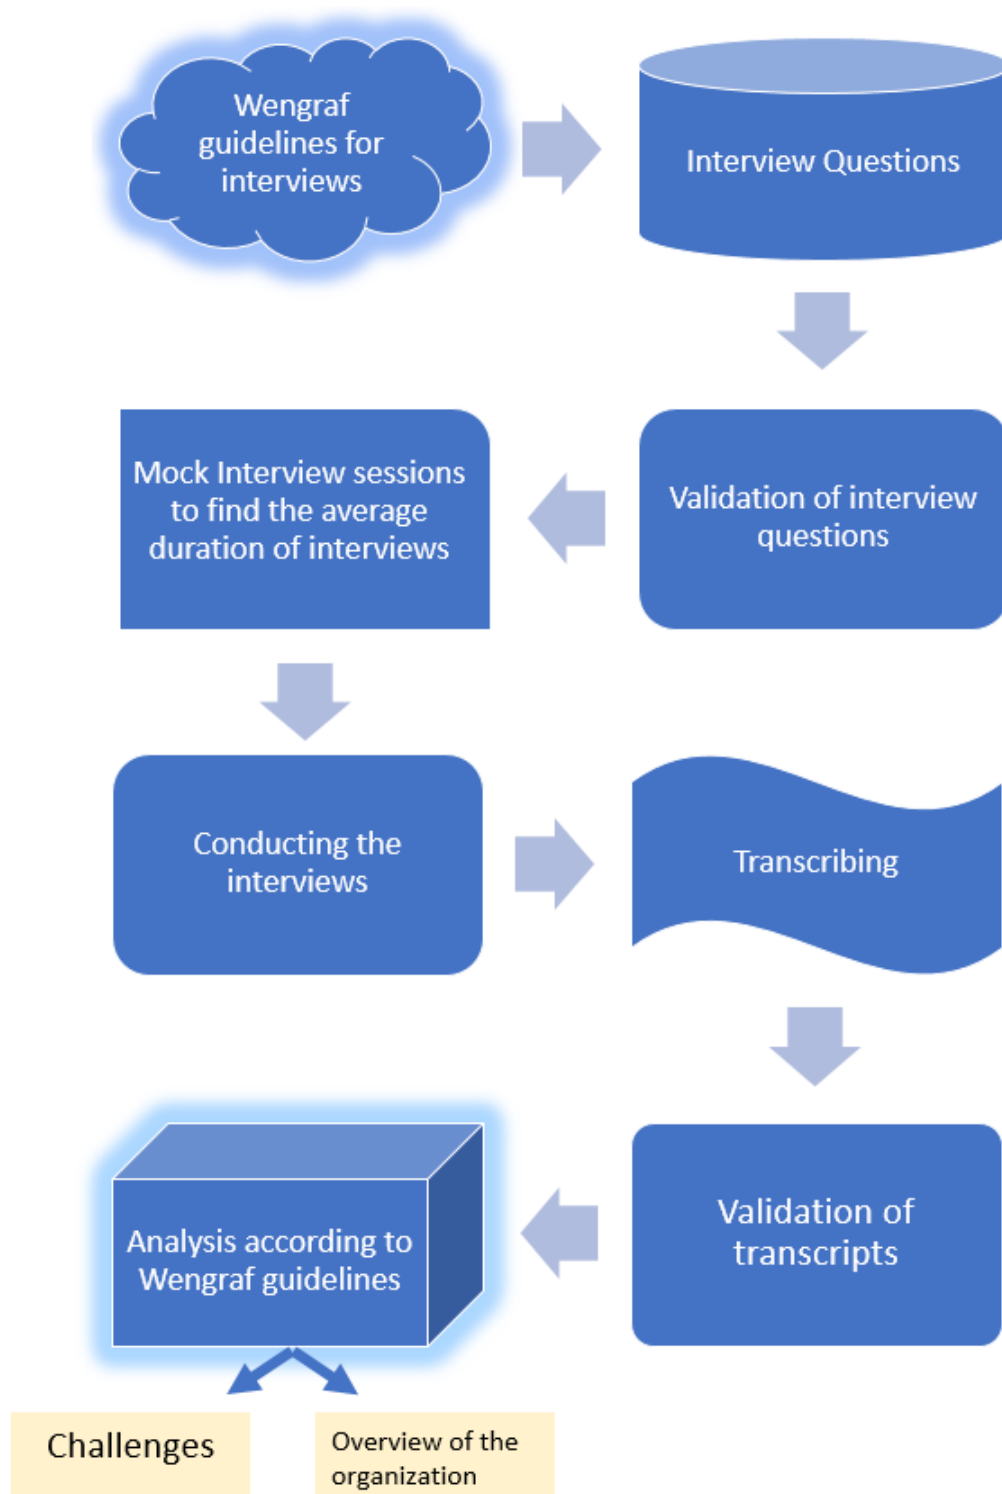 Wengraf
guidelines for
interviews
Interview Questions
Validation of interview
questions
Mock Interview sessions
to find the average
duration of interviews
Conducting the
interviews
Transcribing
Validation of
transcripts
Analysis according to
Wengraf guidelines
Challenges
Overview of the
organization